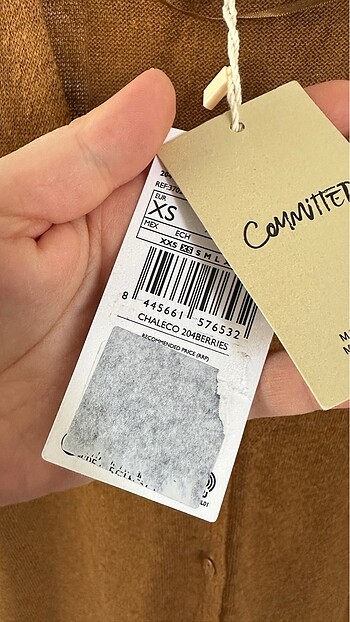 EUR
XS
MEX ECH
XXS XS S M L
8 445661 576532
CHALECO 204BERRIES
RECOMMENDED PRICE (RRP)
COMMITTED